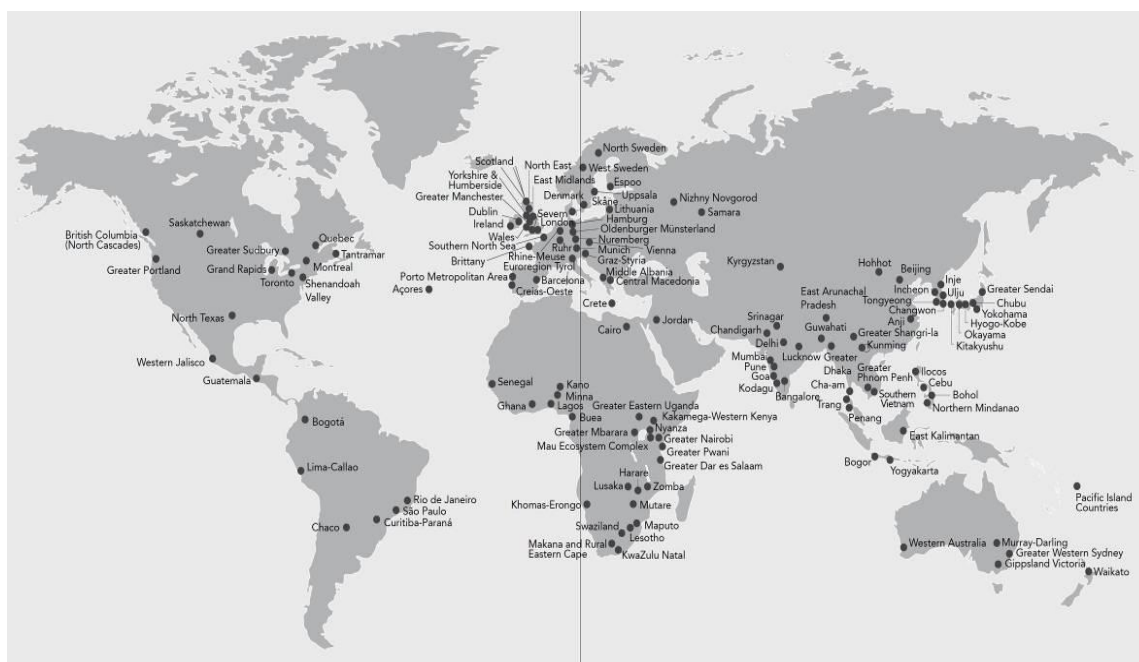 Saskatchewan
British Columbia
(North Cascades)
Greater Portland
Greater Sudbury
Quebec
Tantramar
Grand Rapids
Montreal
Toronto
Shenandoah
Valley
North Texas
Western Jalisco
Guatemala
Bogotá
Lima-Callao
Rio de Janeiro
São Paulo
Curitiba-Paraná
Chaco
Scotland
North East
North Sweden
West Sweden
Yorkshire &
Humberside
East Midlands
Espoo
Greater Manchester
Denmark
Uppsala
Skåne
Dublin
Severn
Lithuania
Ireland
London
Hamburg
Wales
Oldenburger Münsterland
Southern North Sea
Nuremberg
Ruhr
Munich
Vienna
Brittany
Rhine-Meuse
Graz-Styria
Euroregion Tyrol
Middle Albania
Porto Metropolitan Area
Barcelona
Central Macedonia
Açores
Creias-Oeste
Crete
Nizhny Novgorod
Samara
Cairo
Jordan
Senegal
Kano
Minna
Ghana
Lagos
Buea
Greater Eastern Uganda
Kakamega-Western Kenya
Greater Mbarara
Nyanza
Mau Ecosystem Complex
Greater Nairobi
Greater Pwani
Greater Dar es Salaam
Harare
Lusaka
Zomba
Khomas-Erongo
Mutare
Swaziland
Maputo
Lesotho
Makana and Rural
Eastern Cape
KwaZulu Natal
Kyrgyzstan
Hohhot
Beijing
Inje
Incheon
Ulju
Greater Sendai
Tongyeong
Chubu
Changwon
Yokohama
Anji
Hyogo-Kobe
Okayama
Kitakyushu
East Arunachal
Pradesh
Srinagar
Guwahati
Chandigarh
Greater Shangri-la
Delhi
Kunming
Lucknow
Greater
Dhaka
Mumba
Pune
Goa
Kodagu
Bangalore
Greater
Phnom Penh
Cha-am
Southern
Vietnam
Trang
Penang
Ilocos
Cebu
Bohol
Northern Mindanao
East Kalimantan
Bogor
Yogyakarta
Pacific Island
Countries
Western Australia
Murray-Darling
Greater Western Sydney
Gippsland Victoria
Waikato